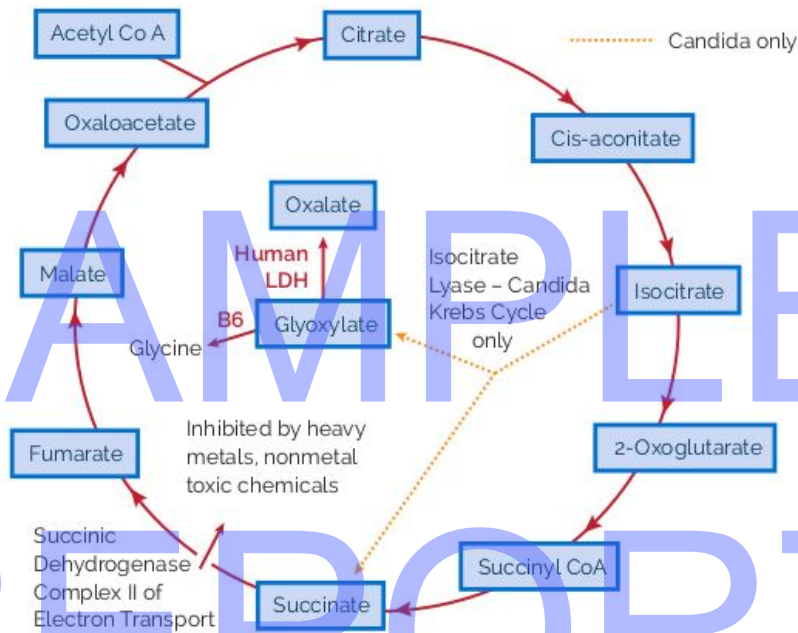 Acetyl Co A
Citrate
Candida only
Oxaloacetate
Cis-aconitate
Oxalate
Human
LDH
Isocitrate
Lyase – Candida
Krebs Cycle
only
Malate
Isocitrate
B6
Glyoxylate
Glycine
Inhibited by heavy
metals, nonmetal
toxic chemicals
Fumarate
2-Oxoglutarate
Succinic
Dehydrogenase
Complex II of
Electron Transport
Succinyl CoA
Succinate
AMPLE
EPORT